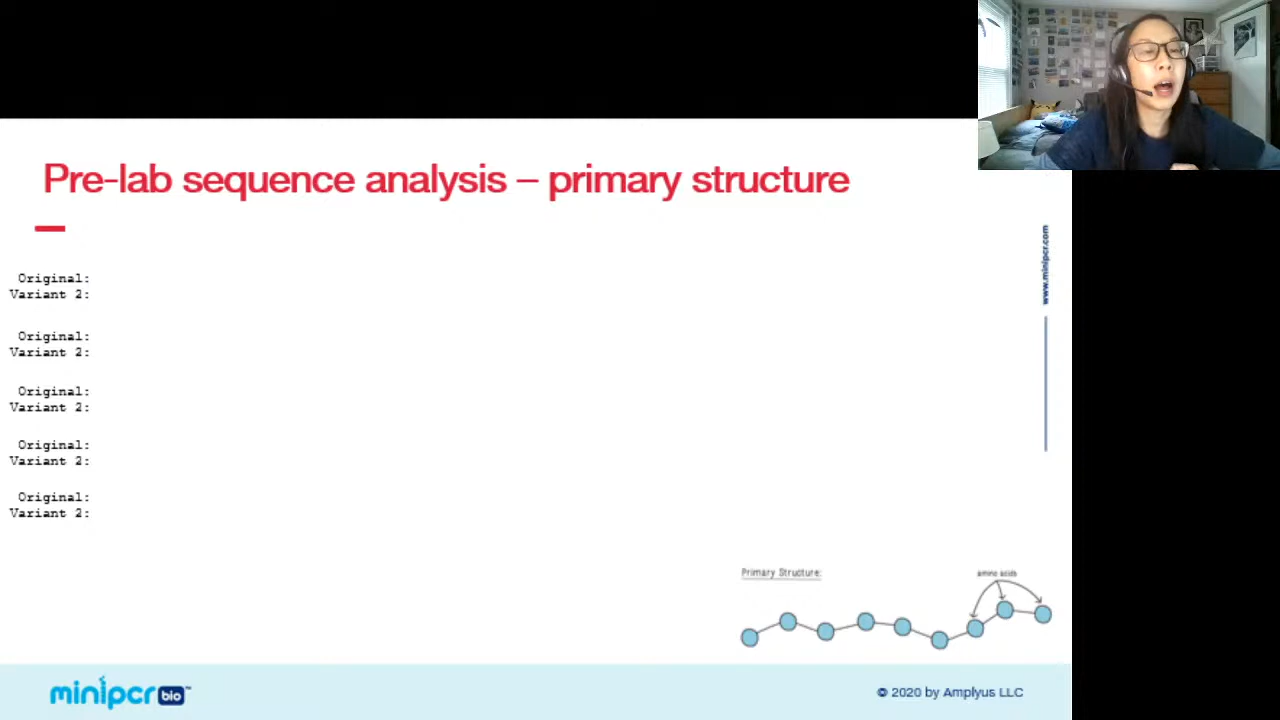 Pre-lab sequence analysis – primary structure
www.minipcr.com
Original:
Variant 2:
Original:
Variant 2:
Original:
Variant 2:
Original:
Variant 2:
Original:
Variant 2:
Primary Structure:
amino acids
minipcr bio™
© 2020 by Amplyus LLC